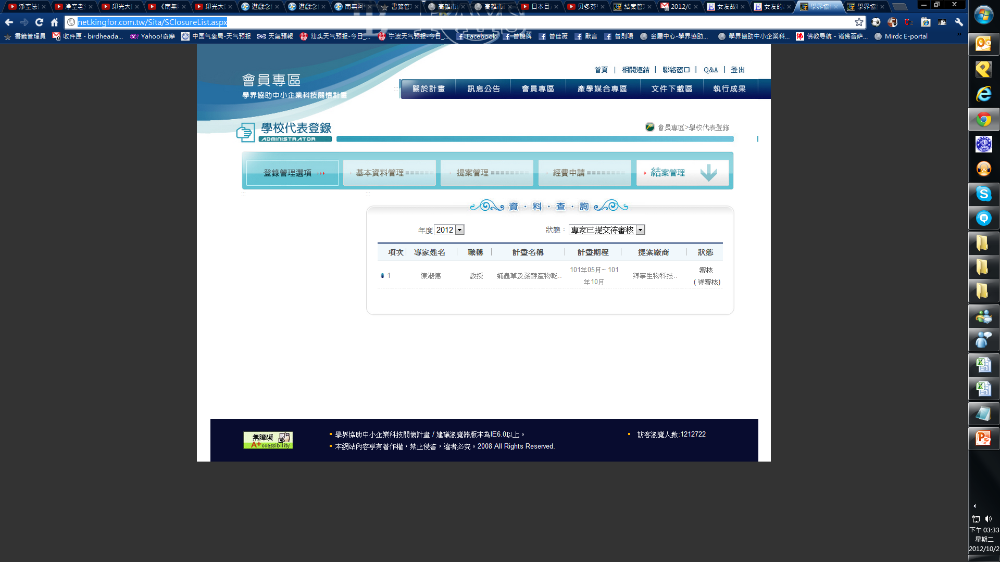 淨空法
净空老
印光大
《南無
印光大
遊戲念
遊戲念
南無阿
書籤管
高雄市
高雄市
日本目
贝多芬
結案管
2012/0
女友故
女友的
學界協
學界協
net.kingfor.com.tw/Sita/SClosureList.aspx
書籤管理員
收件匣 - birdheada...
Yahoo!奇摩
中国气象局-天气预报
天氣預報
汕头天气预报-今日_...
宁波天气预报-今日_...
Facebook
曾機牌
曾佳薇
默言
曾則鳴
金屬中心-學界協助...
學界協助中小企業科...
佛教导航 - 诸佛菩萨...
Mirdc E-portal
»
首頁 | 相關連結 | 聯絡窗口 | Q&A | 登出
會員專區
學界協助中小企業科技關懷計畫
關於計畫 訊息公告 會員專區 產學媒合專區 文件下載區 執行成果
學校代表登錄
ADMINISTRATOR
會員專區>學校代表登錄
登錄管理選項 基本資料管理 提案管理 經費申請 結案管理
資・料・查・詢
年度 2012 狀態： 專家已提交待審核
項次 專家姓名 職稱 計畫名稱 計畫期程 提案廠商 狀態
1 陳淑德 教授 蛹蟲草及發酵產物乾.. 101年05月~ 101年10月 拜寧生物科技.. 審核
( 待審核)
無障礙
A+ccessibility
學界協助中小企業科技關懷計畫 / 建議瀏覽器版本為IE6.0以上。
訪客瀏覽人數:1212722
本網站內容享有著作權，禁止侵害，違者必究。2008 All Rights Reserved.
下午 03:33
星期二
2012/10/2